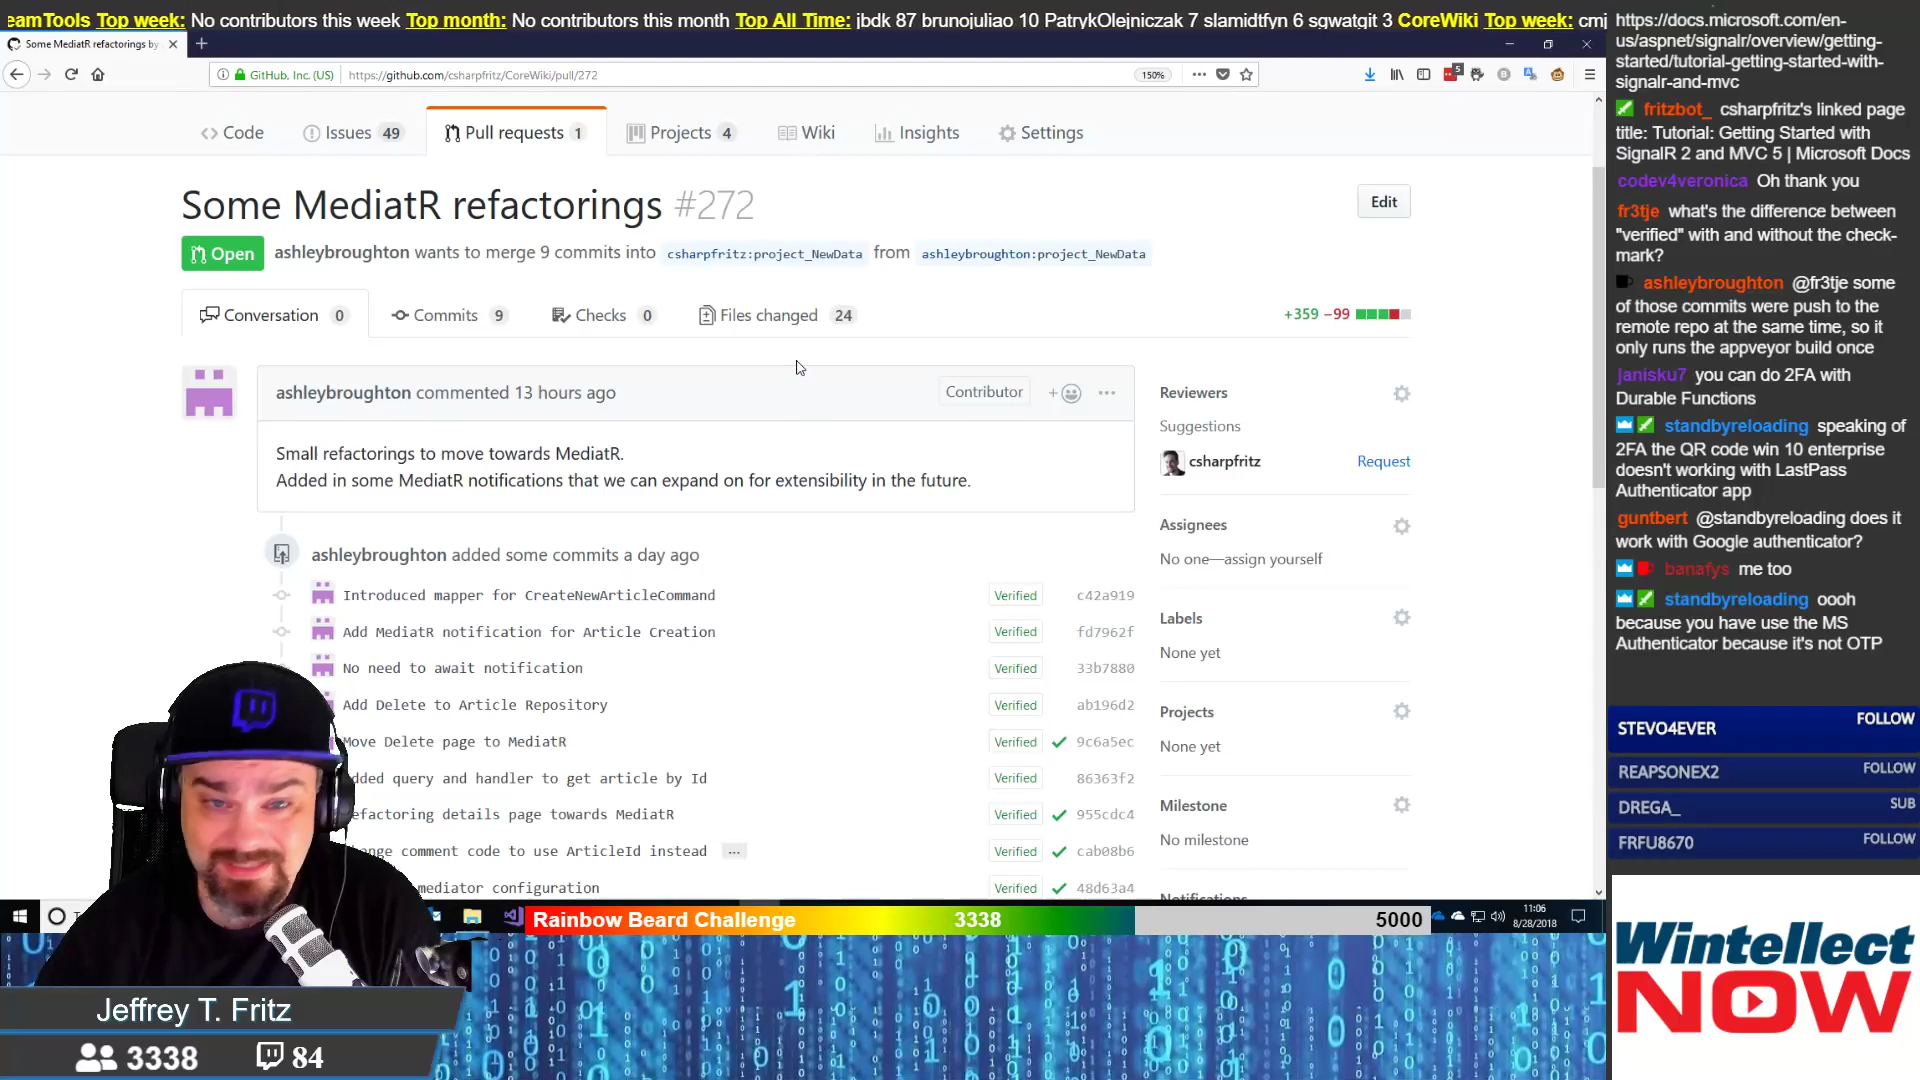 eamTools Top week: No contributors this week Top month: No contributors this month Top All Time: jbdk 87 brunojuliao 10 PatrykOlejniczak 7 slamidtfyn 6 sgwatgit 3 CoreWiki Top week: cmj
Some MediatR refactorings by
GitHub, Inc. (US) https://github.com/csharpfritz/CoreWiki/pull/272 150% 5
Code Issues 49 Pull requests 1 Projects 4 Wiki Insights Settings
Some MediatR refactorings #272 Edit
Open ashleybroughton wants to merge 9 commits into csharpfritz:project_NewData from ashleybroughton:project_NewData
Conversation 0 Commits 9 Checks 0 Files changed 24 +359 −99
ashleybroughton commented 13 hours ago Contributor
Small refactorings to move towards MediatR.
Added in some MediatR notifications that we can expand on for extensibility in the future.
ashleybroughton added some commits a day ago
Introduced mapper for CreateNewArticleCommand Verified c42a919
Add MediatR notification for Article Creation Verified fd7962f
No need to await notification Verified 33b7880
Add Delete to Article Repository Verified ab196d2
Move Delete page to MediatR Verified 9c6a5ec
dded query and handler to get article by Id Verified 86363f2
efactoring details page towards MediatR Verified 955cdc4
nge comment code to use ArticleId instead … Verified cab08b6
mediator configuration Verified 48d63a4
Reviewers
Suggestions
csharpfritz Request
Assignees
No one—assign yourself
Labels
None yet
Projects
None yet
Milestone
No milestone
Notifications
https://docs.microsoft.com/en-
us/aspnet/signalr/overview/getting-
started/tutorial-getting-started-with-
signalr-and-mvc
fritzbot_ csharpfritz's linked page
title: Tutorial: Getting Started with
SignalR 2 and MVC 5 | Microsoft Docs
codev4veronica Oh thank you
fr3tje what's the difference between
"verified" with and without the check-
mark?
ashleybroughton @fr3tje some
of those commits were push to the
remote repo at the same time, so it
only runs the appveyor build once
janisku7 you can do 2FA with
Durable Functions
standbyreloading speaking of
2FA the QR code win 10 enterprise
doesn't working with LastPass
Authenticator app
guntbert @standbyreloading does it
work with Google authenticator?
banafys me too
standbyreloading oooh
because you have use the MS
Authenticator because it's not OTP
STEVO4EVER FOLLOW
REAPSONEX2 FOLLOW
DREGA_ SUB
FRFU8670 FOLLOW
Rainbow Beard Challenge 3338 5000
11:06
8/28/2018
Wintellect
NOW
Jeffrey T. Fritz
3338 84